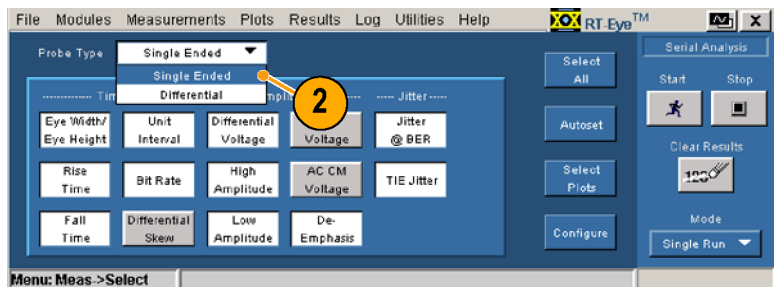 File Modules Measurements Plots Results Log Utilities Help RT-Eye™ X
Probe Type Single Ended
Single Ended
Differential
2
Jitter
Eye Width/ Eye Height
Unit Interval
Differential Voltage
Voltage
Jitter @ BER
Rise Time
Bit Rate
High Amplitude
AC CM Voltage
TIE Jitter
Fall Time
Differential Skew
Low Amplitude
De-Emphasis
Select All
Autoset
Select Plots
Configure
Serial Analysis
Start Stop
Clear Results
123
Mode
Single Run
Menu: Meas->Select